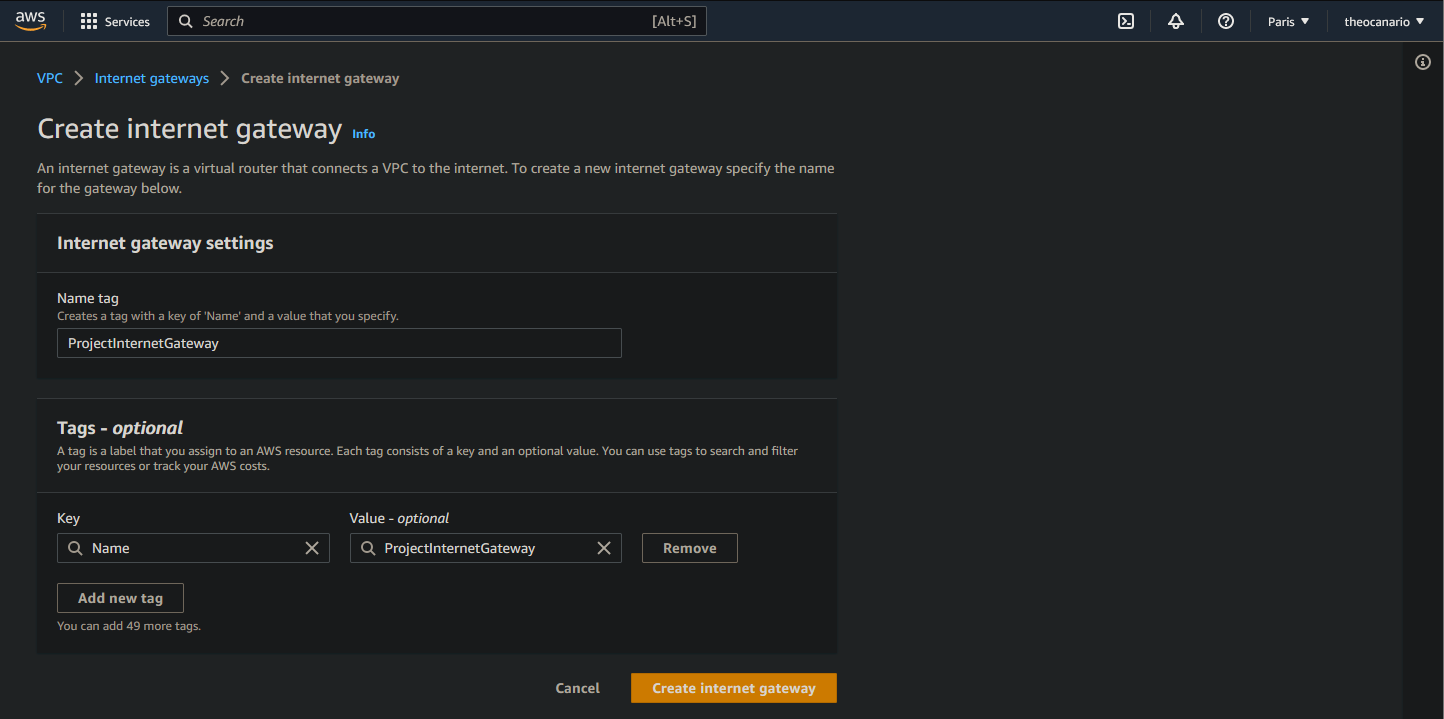 aws Services Search [Alt+S] Paris theocanario
VPC Internet gateways Create internet gateway
Create internet gateway Info
An internet gateway is a virtual router that connects a VPC to the internet. To create a new internet gateway specify the name
for the gateway below.
Internet gateway settings
Name tag
Creates a tag with a key of 'Name' and a value that you specify.
ProjectInternetGateway
Tags - optional
A tag is a label that you assign to an AWS resource. Each tag consists of a key and an optional value. You can use tags to search and filter
your resources or track your AWS costs.
Key Value - optional
Name ProjectInternetGateway Remove
Add new tag
You can add 49 more tags.
Cancel Create internet gateway